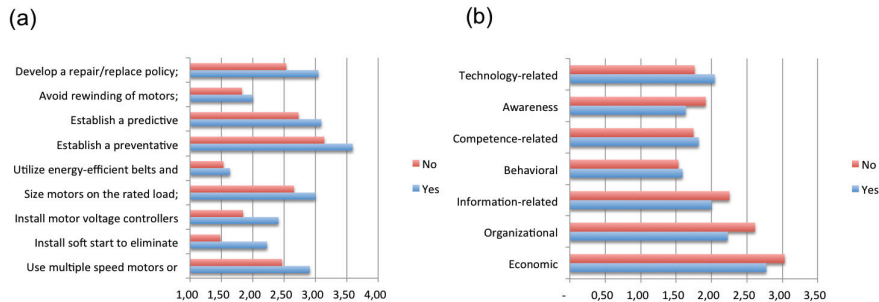 (a)
Develop a repair/replace policy;
Avoid rewinding of motors;
Establish a predictive
Establish a preventative
Utilize energy-efficient belts and
Size motors on the rated load;
Install motor voltage controllers
Install soft start to eliminate
Use multiple speed motors or
1,00 1,50 2,00 2,50 3,00 3,50 4,00
No
Yes
(b)
Technology-related
Awareness
Competence-related
Behavioral
Information-related
Organizational
Economic
- 0,50 1,00 1,50 2,00 2,50 3,00 3,50
No
Yes